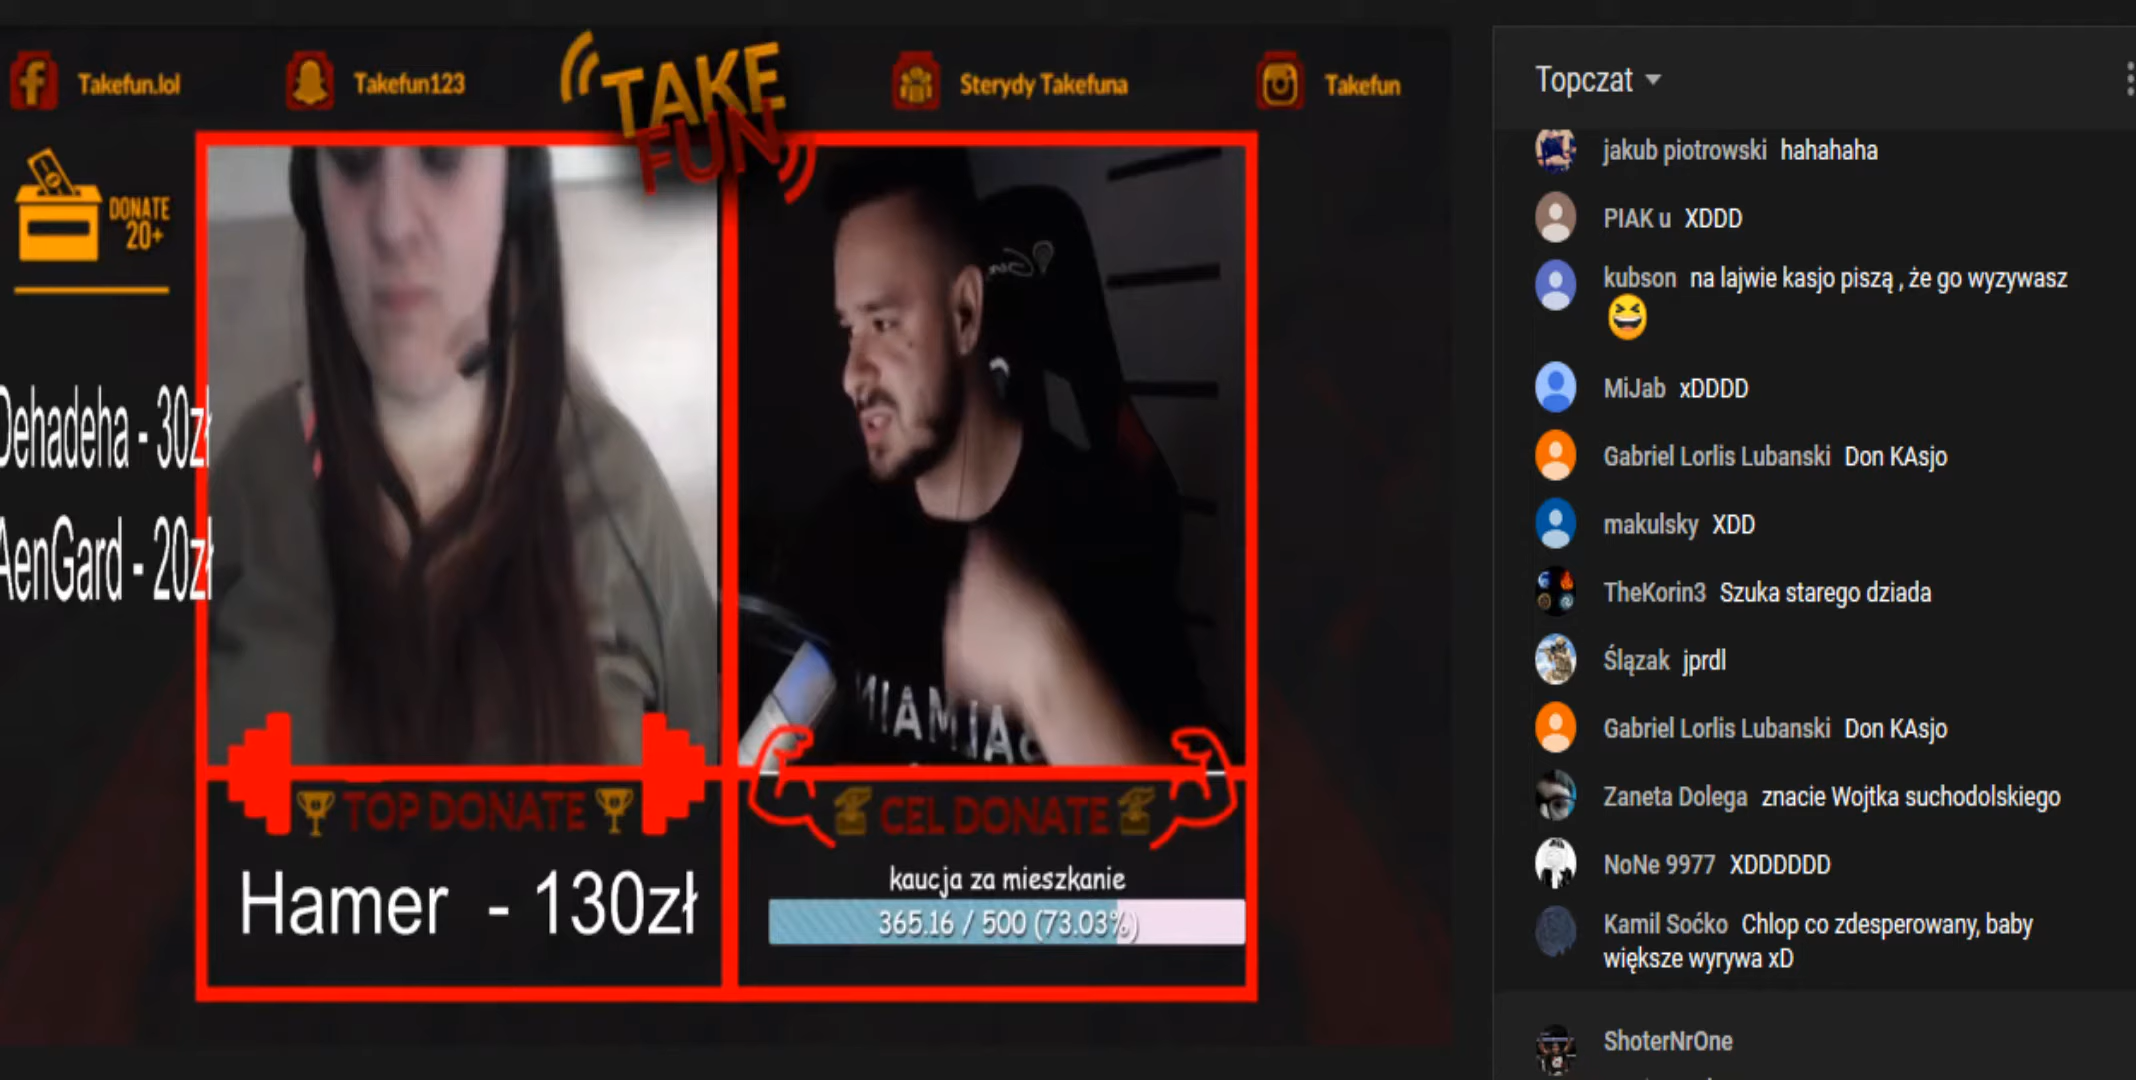 Takefun.lol
Takefun123
TAKE
FUN
Sterydy Takefuna
Takefun
DONATE
20+
Dehadeha - 30zł
AenGard - 20zł
TOP DONATE
Hamer - 130zł
CEL DONATE
kaucja za mieszkanie
365.16 / 500 (73.03%)
Topczat
jakub piotrowski hahahaha
PIAK u XDDD
kubson na lajwie kasjo piszą , że go wyzywasz
MiJab xDDDD
Gabriel Lorlis Lubanski Don KAsjo
makulsky XDD
TheKorin3 Szuka starego dziada
Ślązak jprdl
Gabriel Lorlis Lubanski Don KAsjo
Zaneta Dolega znacie Wojtka suchodolskiego
NoNe 9977 XDDDDDD
Kamil Soćko Chlop co zdesperowany, baby
większe wyrywa xD
ShoterNrOne